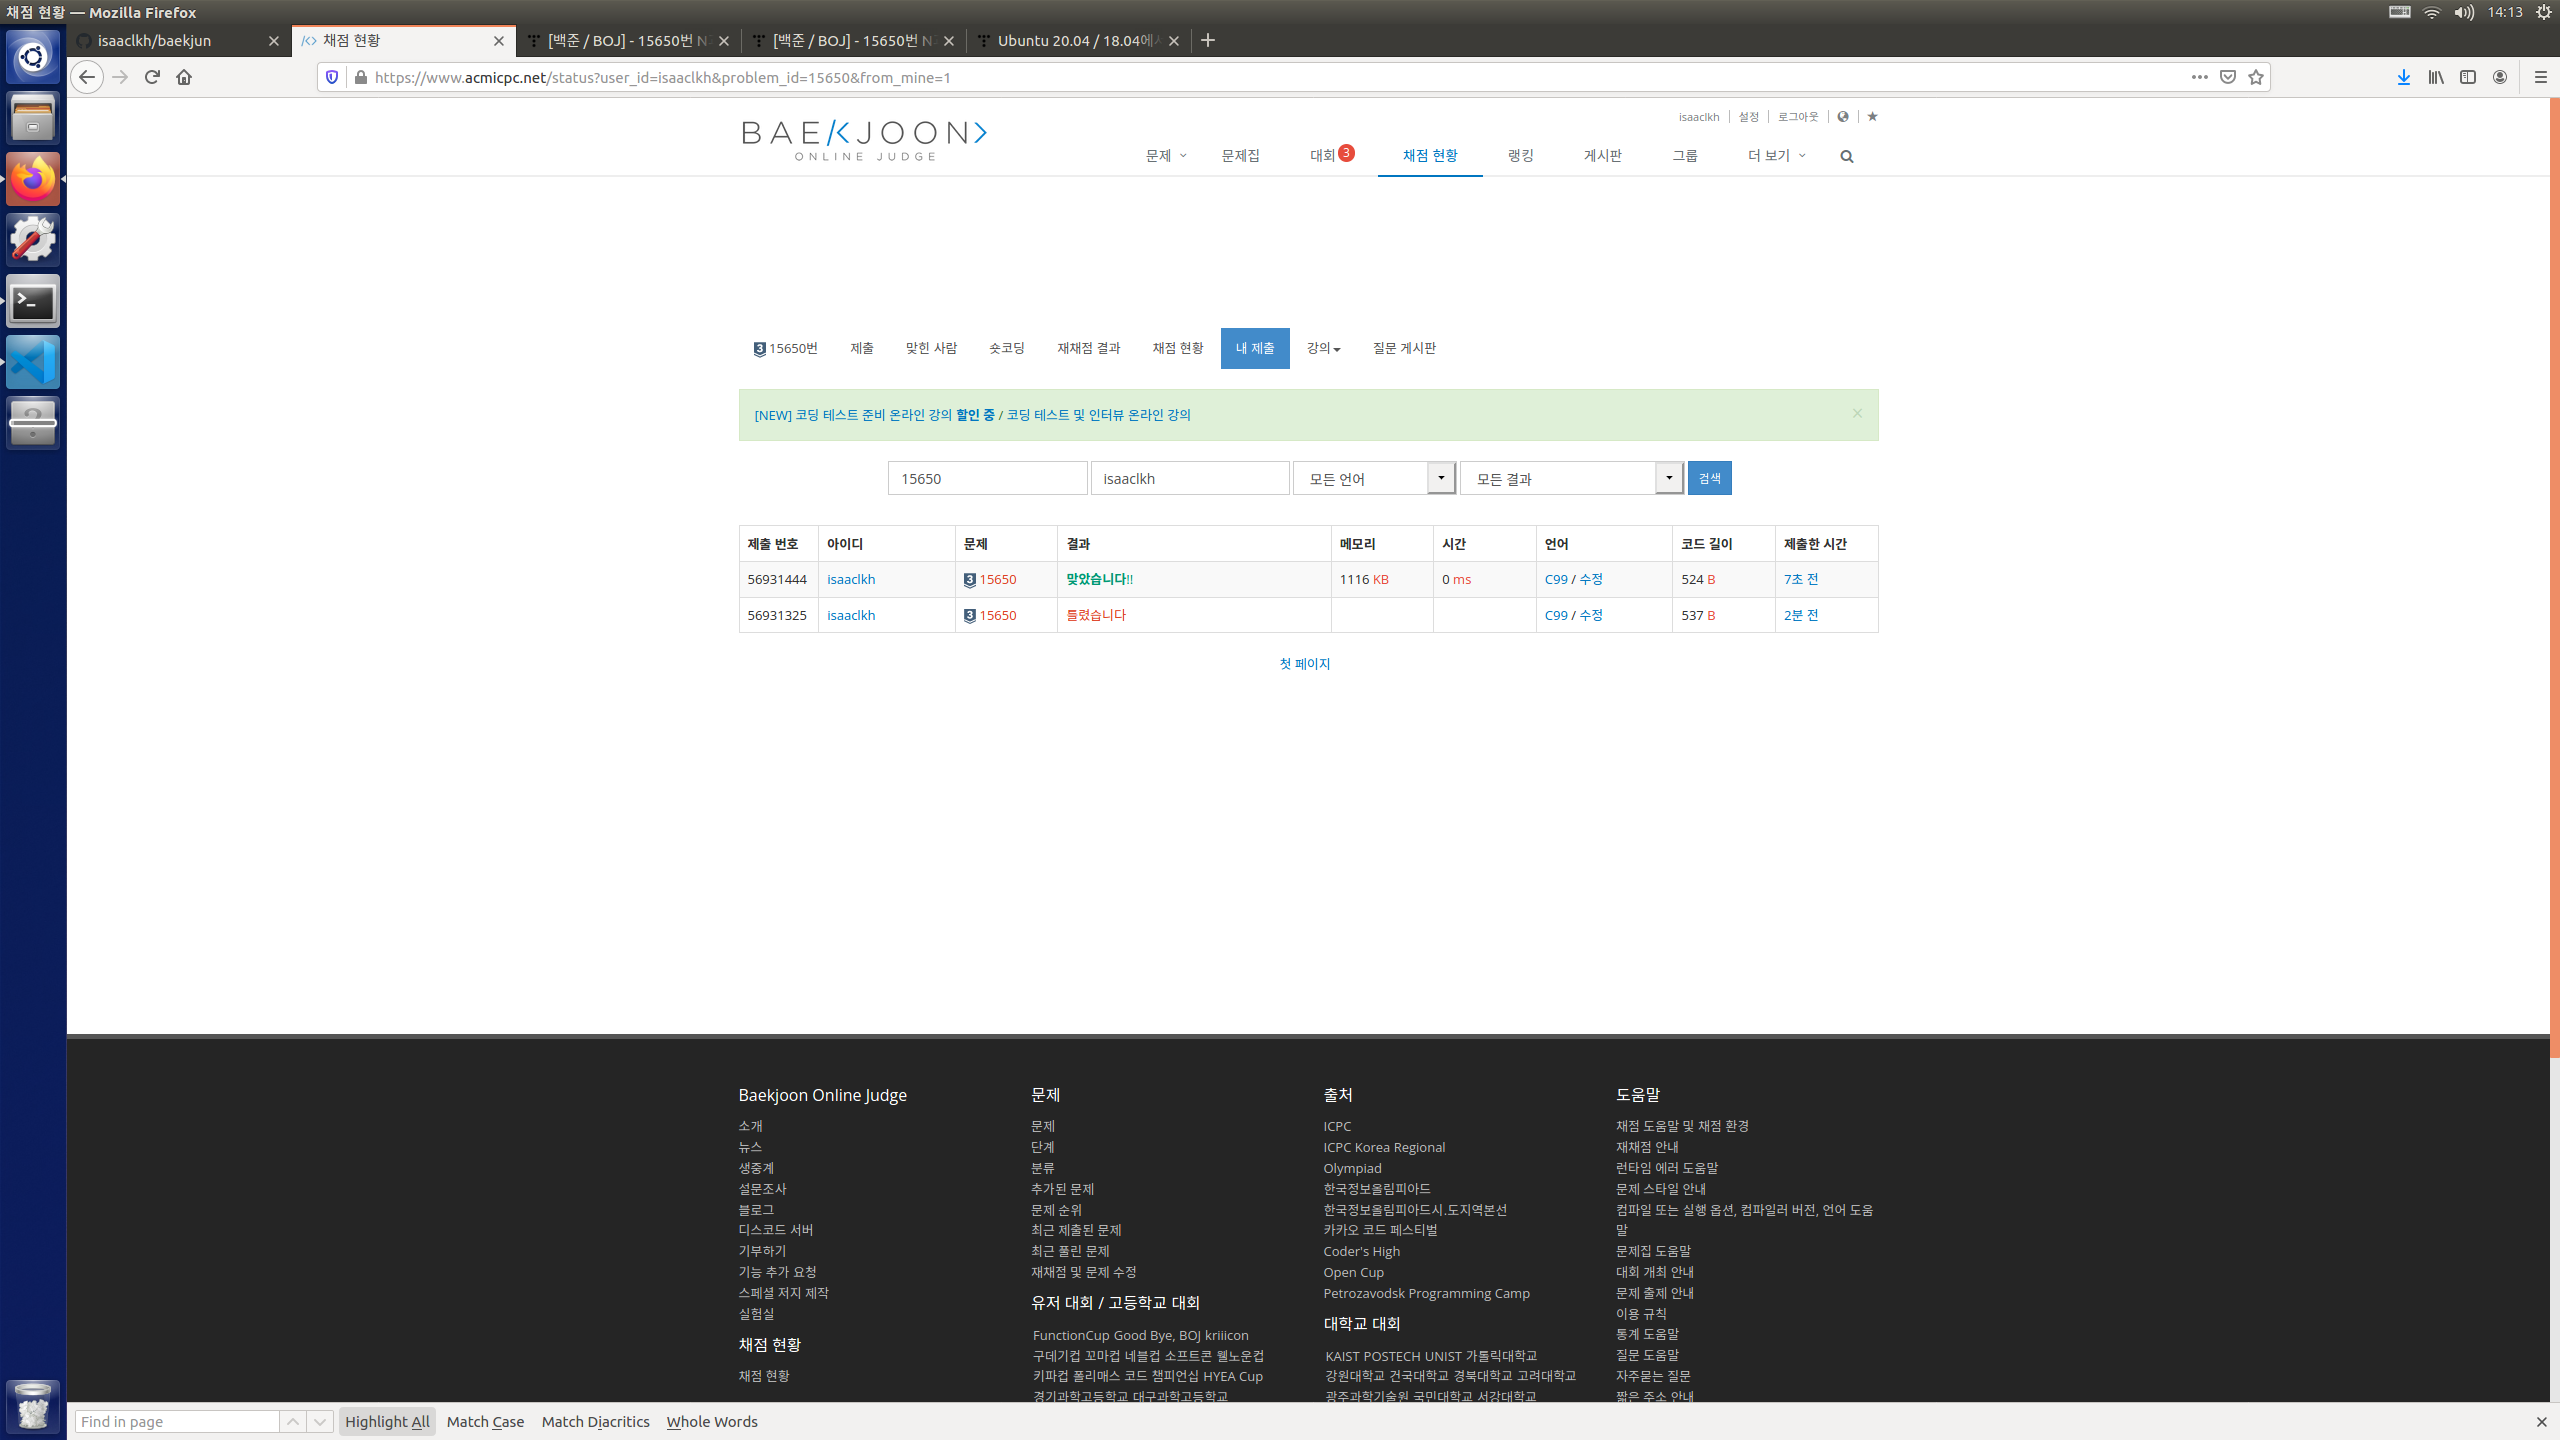 채점 현황 — Mozilla Firefox
14:13
isaaclkh/baekjun
채점 현황
[백준 / BOJ] - 15650번 N
[백준 / BOJ] - 15650번 N
Ubuntu 20.04 / 18.04에
https://www.acmicpc.net/status?user_id=isaaclkh&problem_id=15650&from_mine=1
isaaclkh 설정 로그아웃
BAE/<JOON>
ONLINE JUDGE
문제 문제집 대회 3 채점 현황 랭킹 게시판 그룹 더 보기
3 15650번 제출 맞힌 사람 숏코딩 재채점 결과 채점 현황 내 제출 강의 질문 게시판
[NEW] 코딩 테스트 준비 온라인 강의 할인 중 / 코딩 테스트 및 인터뷰 온라인 강의 ×
15650 isaaclkh 모든 언어 모든 결과 검색
제출 번호 아이디 문제 결과 메모리 시간 언어 코드 길이 제출한 시간
56931444 isaaclkh 3 15650 맞았습니다!! 1116 KB 0 ms C99 / 수정 524 B 7초 전
56931325 isaaclkh 3 15650 틀렸습니다 C99 / 수정 537 B 2분 전
첫 페이지
Baekjoon Online Judge
소개
뉴스
생중계
설문조사
블로그
디스코드 서버
기부하기
기능 추가 요청
스페셜 저지 제작
실험실
채점 현황
채점 현황
문제
문제
단계
분류
추가된 문제
문제 순위
최근 제출된 문제
최근 풀린 문제
재채점 및 문제 수정
유저 대회 / 고등학교 대회
FunctionCup Good Bye, BOJ kriiicon
구데기컵 꼬마컵 네블컵 소프트콘 웰노운컵
키파컵 폴리매스 코드 챔피언십 HYEA Cup
경기과학고등학교 대구과학고등학교
출처
ICPC
ICPC Korea Regional
Olympiad
한국정보올림피아드
한국정보올림피아드시.도지역본선
카카오 코드 페스티벌
Coder's High
Open Cup
Petrozavodsk Programming Camp
대학교 대회
KAIST POSTECH UNIST 가톨릭대학교
강원대학교 건국대학교 경북대학교 고려대학교
광주과학기술원 국민대학교 서강대학교
도움말
채점 도움말 및 채점 환경
재채점 안내
런타임 에러 도움말
문제 스타일 안내
컴파일 또는 실행 옵션, 컴파일러 버전, 언어 도움
말
문제집 도움말
대회 개최 안내
문제 출제 안내
이용 규칙
통계 도움말
질문 도움말
자주묻는 질문
짧은 주소 안내
Find in page Highlight All Match Case Match Diacritics Whole Words